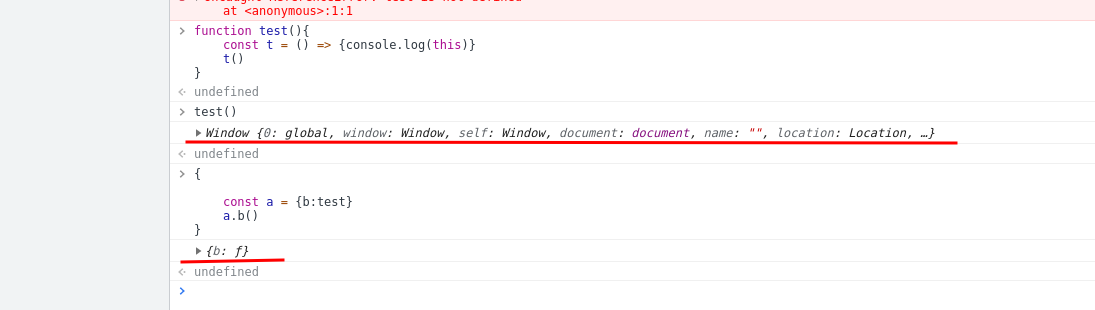 at <anonymous>:1:1
function test(){
const t = () => {console.log(this)}
t()
}
undefined
test()
Window {0: global, window: Window, self: Window, document: document, name: "", location: Location, …}
undefined
{
const a = {b:test}
a.b()
}
{b: ƒ}
undefined